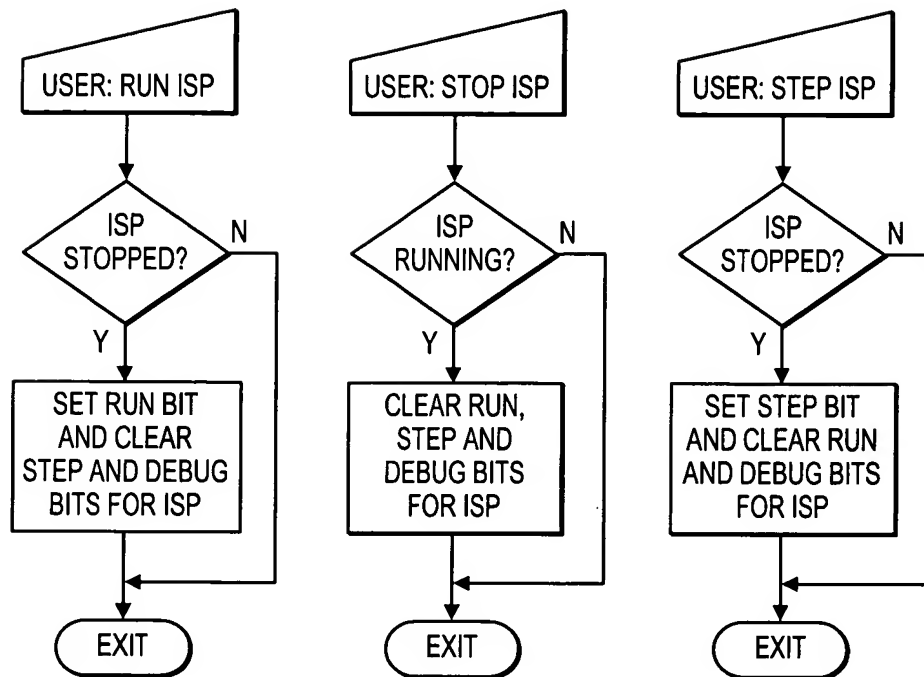 USER: RUN ISP
ISP
STOPPED?
N
Y
SET RUN BIT
AND CLEAR
STEP AND DEBUG
BITS FOR ISP
EXIT
USER: STOP ISP
ISP
RUNNING?
N
Y
CLEAR RUN,
STEP AND
DEBUG BITS
FOR ISP
EXIT
USER: STEP ISP
ISP
STOPPED?
N
Y
SET STEP BIT
AND CLEAR RUN
AND DEBUG BITS
FOR ISP
EXIT